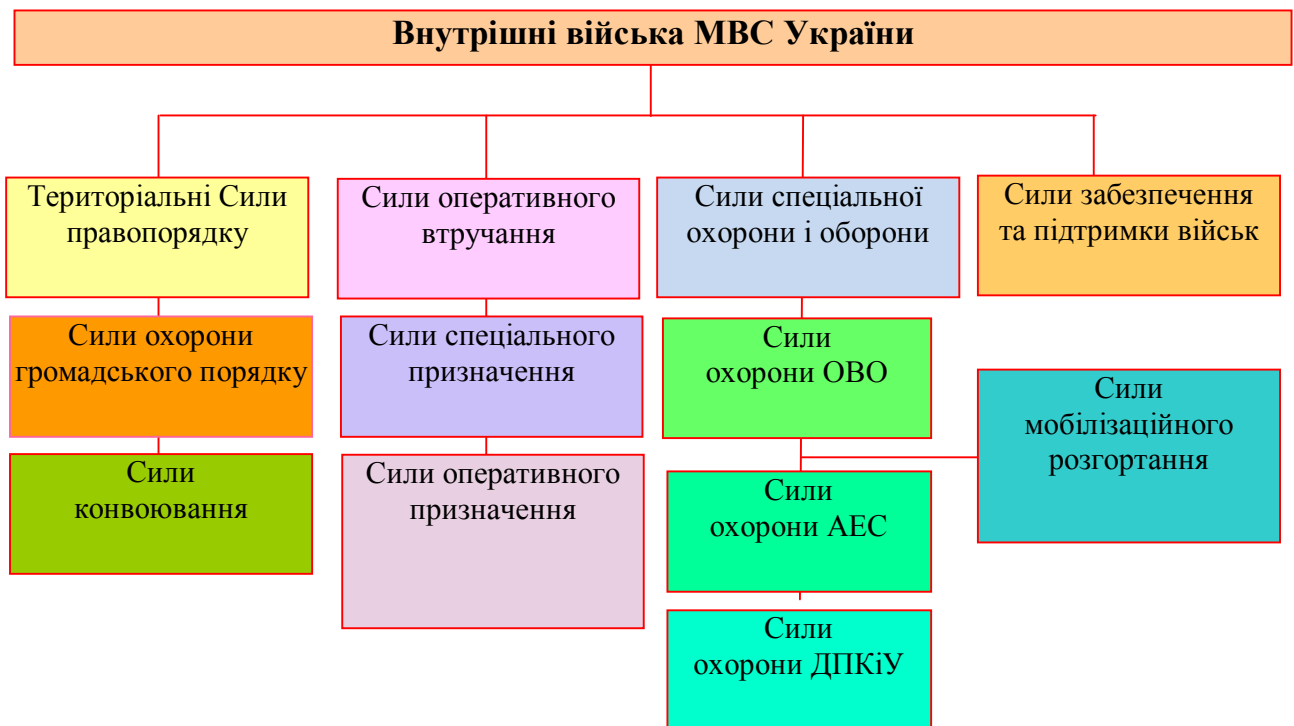 Внутрішні війська МВС України
Територіальні Сили
правопорядку
Сили оперативного
втручання
Сили спеціальної
охорони і оборони
Сили забезпечення
та підтримки військ
Сили охорони
громадського порядку
Сили спеціального
призначення
Сили
охорони ОВО
Сили
мобілізаційного
розгортання
Сили
конвоювання
Сили оперативного
призначення
Сили
охорони АЕС
Сили
охорони ДПКіУ